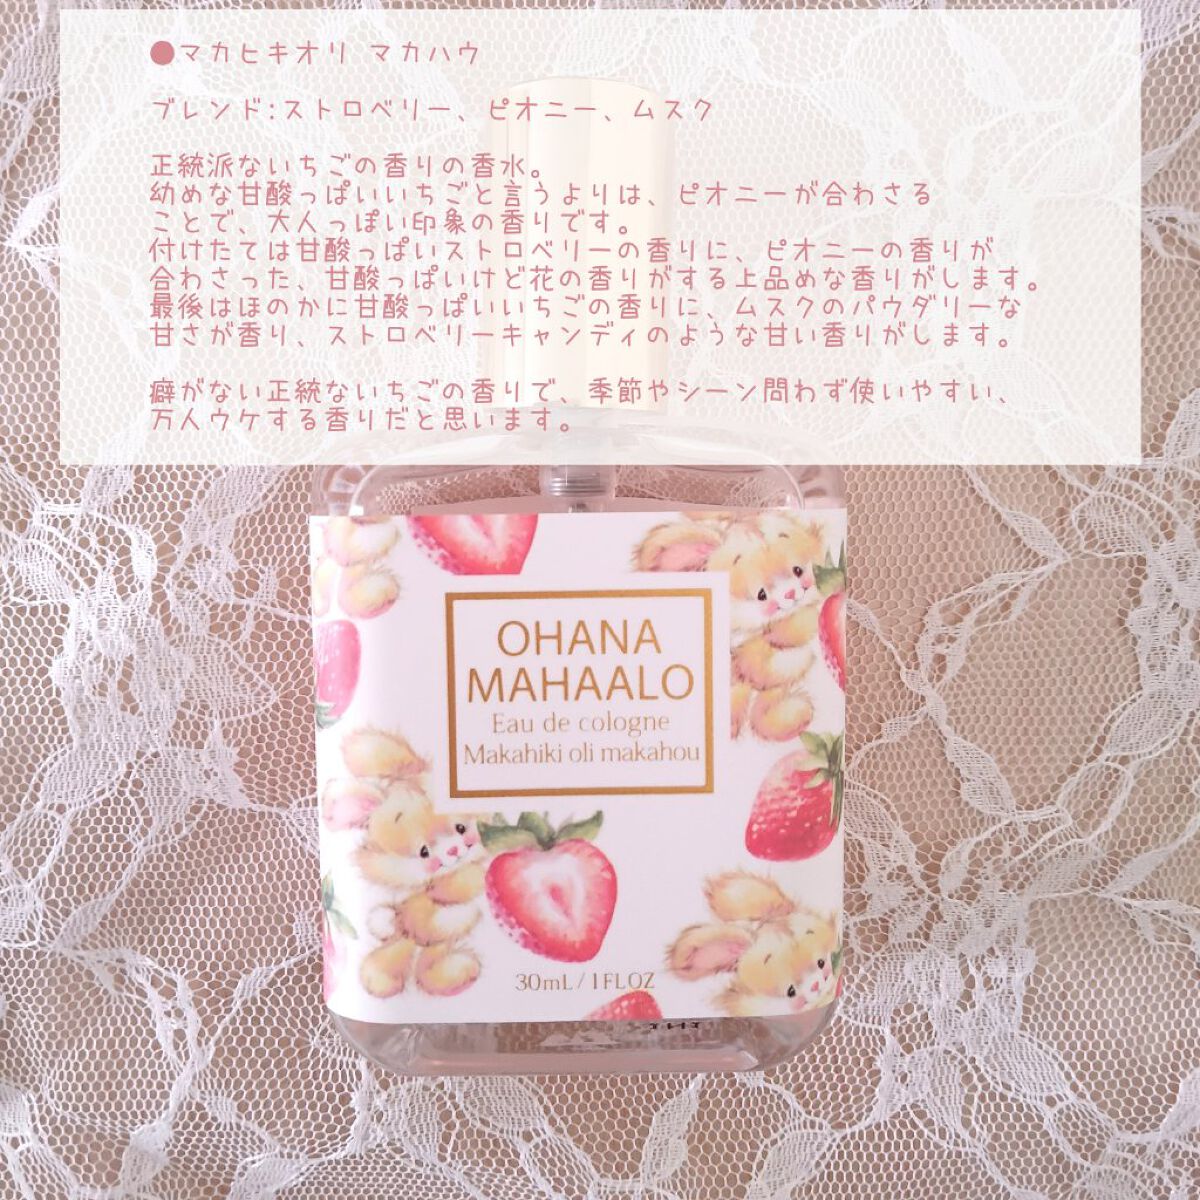 ●マカヒキオリ マカハウ
ブレンド:ストロベリー、ピオニー、ムスク
正統派ないちごの香りの香水。
幼めな甘酸っぱいいちごと言うよりは、ピオニーが合わさる
ことで、大人っぽい印象の香りです。
付けたては甘酸っぱいストロベリーの香りに、ピオニーの香りが
合わさった、甘酸っぱいけど花の香りがする上品めな香りがします。
最後はほのかに甘酸っぱいいちごの香りに、ムスクのパウダリーな
甘さが香り、ストロベリーキャンディのような甘い香りがします。
癖がない正統ないちごの香りで、季節やシーン問わず使いやすい、
万人ウケする香りだと思います。
OHANA
MAHAALO
Eau de cologne
Makahiki oli makahou
30mL/1FLOZ